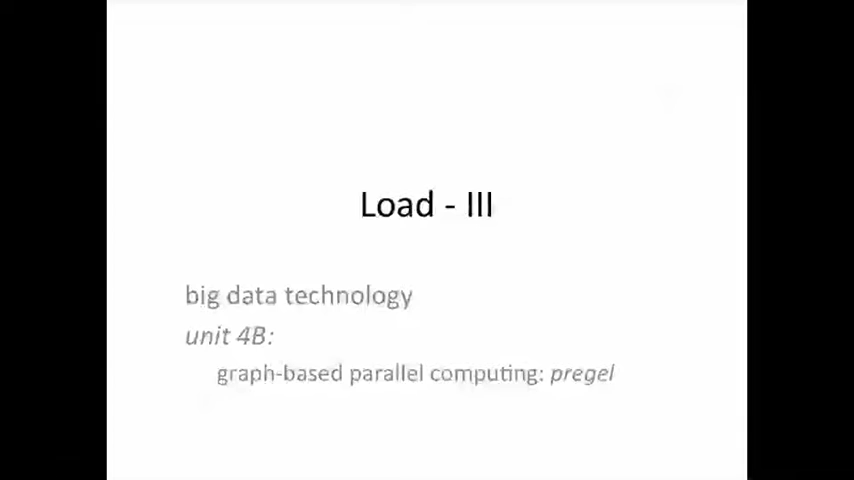 Load - III
big data technology
unit 4B:
graph-based parallel computing: pregel